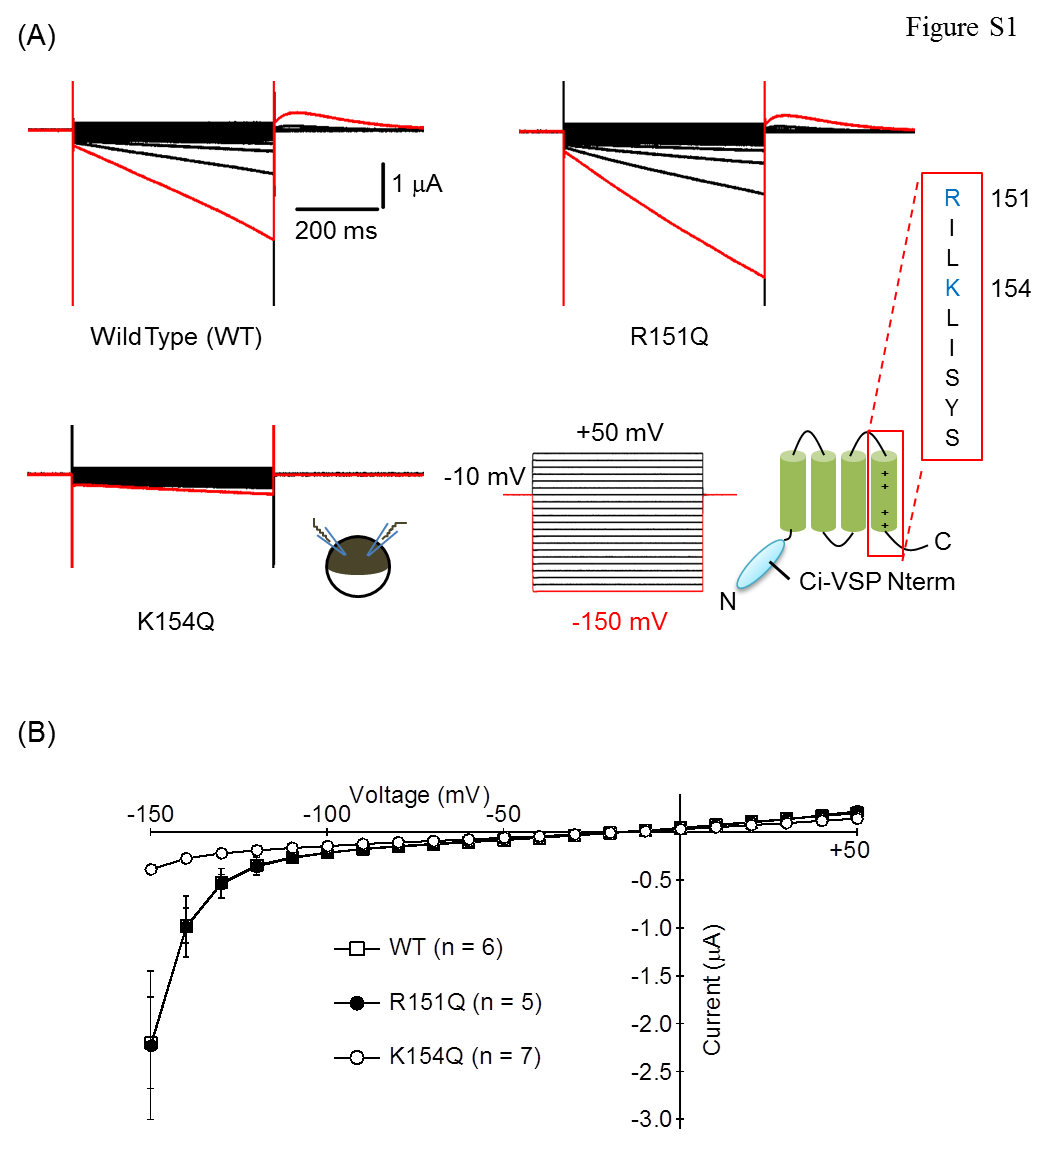 Figure S1
(A)
1 μA
200 ms
Wild Type (WT)
R151Q
R 151
I
L
K 154
L
I
S
Y
S
+50 mV
-10 mV
-150 mV
K154Q
+
+
+
+
C
N
Ci-VSP Nterm
(B)
Voltage (mV)
-150
-100
-50
+50
-0.5
-1.0
-1.5
-2.0
-2.5
-3.0
Current (μA)
WT (n = 6)
R151Q (n = 5)
K154Q (n = 7)